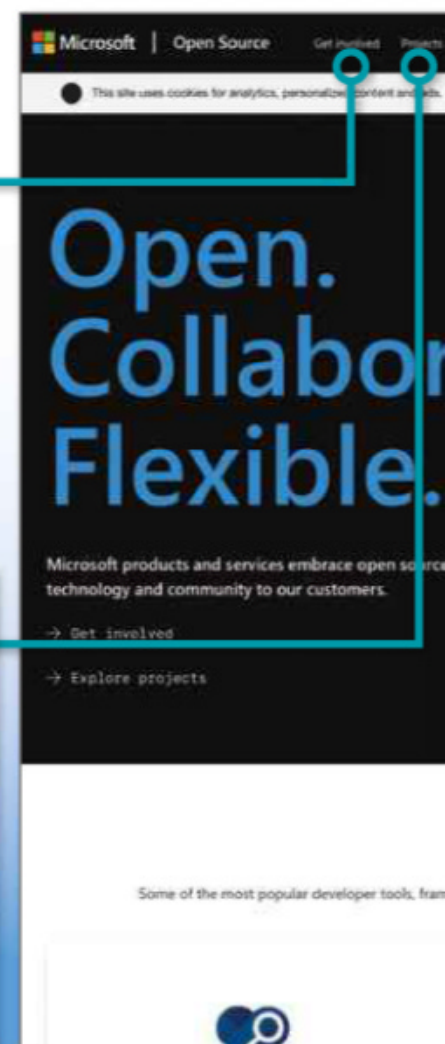 Microsoft | Open Source Get involved Projects
This site uses cookies for analytics, personalized content and ads.
Open.
Collabor
Flexible.
Microsoft products and services embrace open source
technology and community to our customers.
→ Get involved
→ Explore projects
Some of the most popular developer tools, fram